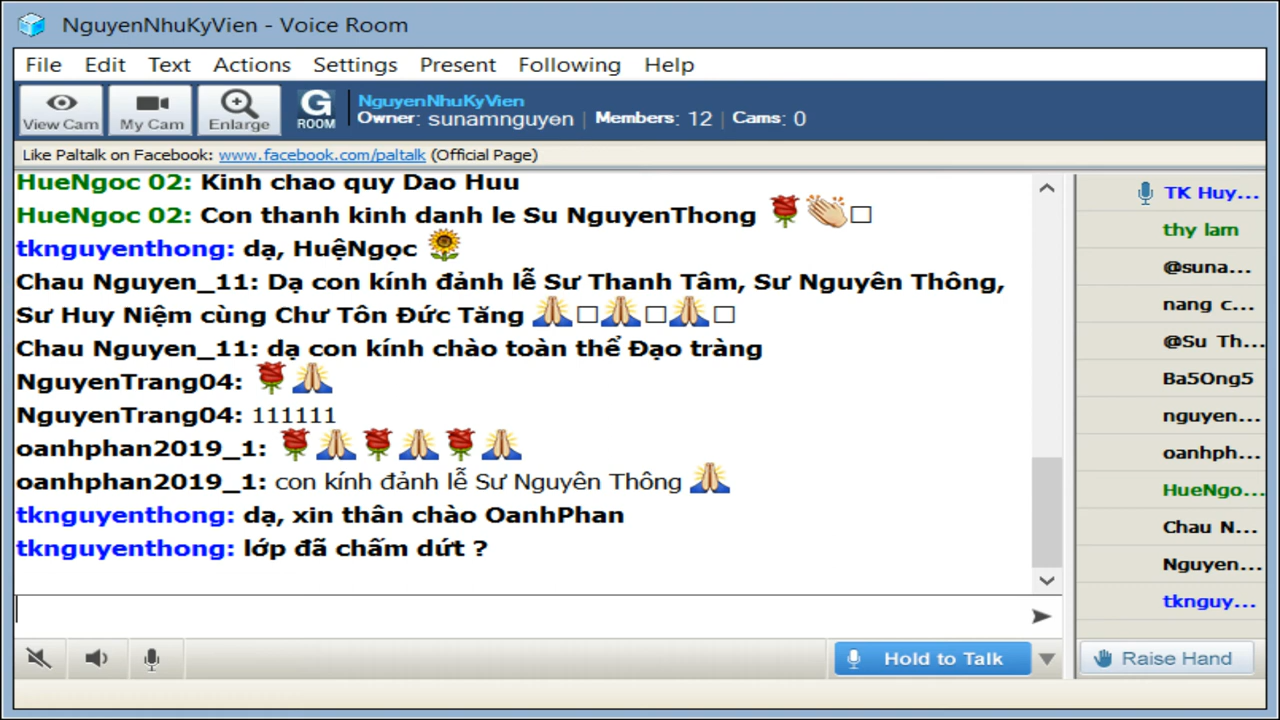 NguyenNhuKyVien - Voice Room
File Edit Text Actions Settings Present Following Help
View Cam My Cam Enlarge G ROOM
NguyenNhuKyVien
Owner: sunamnguyen | Members: 12 | Cams: 0
Like Paltalk on Facebook: www.facebook.com/paltalk (Official Page)
HueNgoc 02: Kinh chao quy Dao Huu
HueNgoc 02: Con thanh kinh danh le Su NguyenThong 🌹👏□
tknguyenthong: dạ, HuệNgọc 🌻
Chau Nguyen_11: Dạ con kính đảnh lễ Sư Thanh Tâm, Sư Nguyên Thông,
Sư Huy Niệm cùng Chư Tôn Đức Tăng 🙏□🙏□🙏□
Chau Nguyen_11: dạ con kính chào toàn thể Đạo tràng
NguyenTrang04: 🌹🙏
NguyenTrang04: 111111
oanhphan2019_1: 🌹🙏🌹🙏🌹🙏
oanhphan2019_1: con kính đảnh lễ Sư Nguyên Thông 🙏
tknguyenthong: dạ, xin thân chào OanhPhan
tknguyenthong: lớp đã chấm dứt ?
TK Huy...
thy lam
@suna...
nang c...
@Su Th...
Ba5Ong5
nguyen...
oanhph...
HueNgo...
Chau N...
Nguyen...
tknguy...
Hold to Talk
Raise Hand